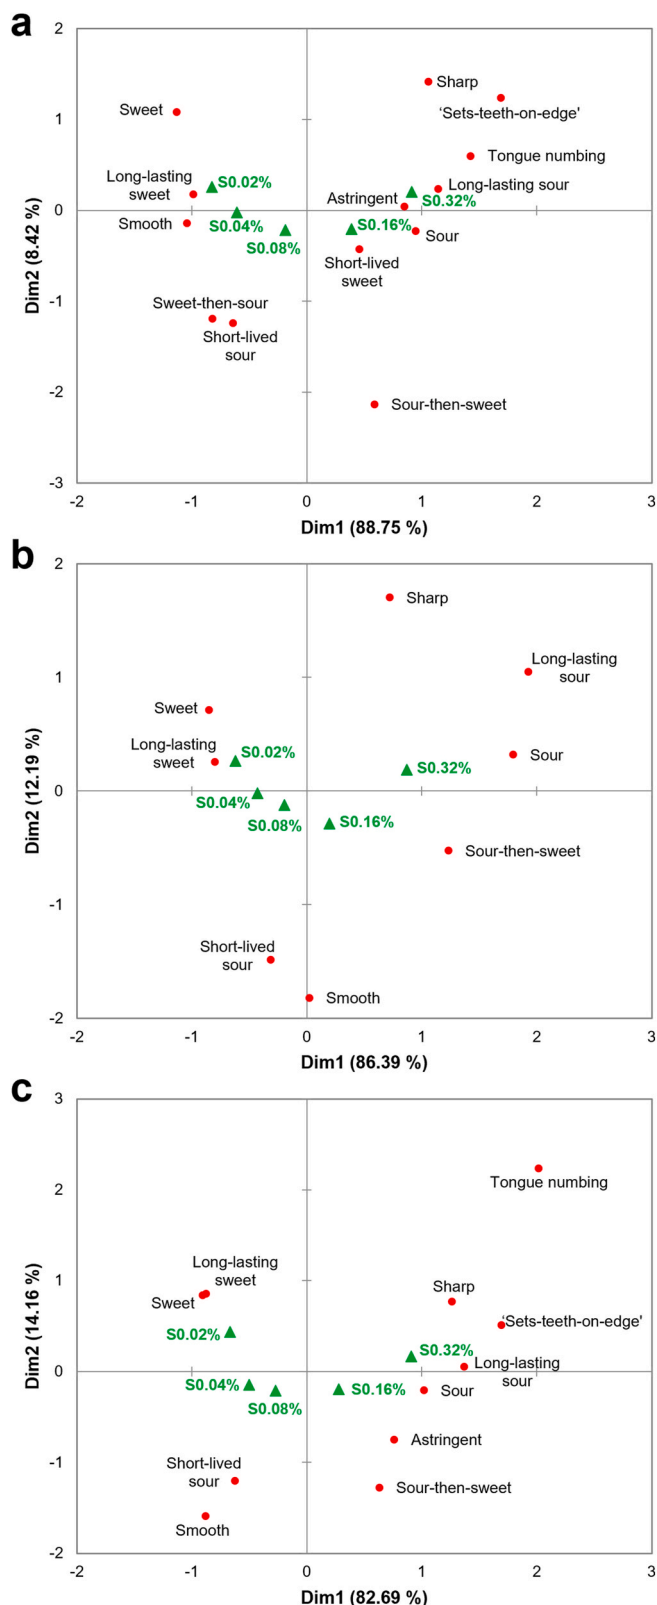 a
2
Sharp
'Sets-teeth-on-edge'
Sweet
1
Tongue numbing
Long-lasting
sweet
S0.02%
Long-lasting sour
Astringent
S0.32%
0
Smooth
S0.04%
S0.16%
Sour
S0.08%
Short-lived
sweet
-1
Sweet-then-sour
Short-lived
sour
-2
Sour-then-sweet
-3
-2
-1
0
1
2
3
Dim2 (8.42 %)
Dim1 (88.75 %)
b
2
Sharp
Long-lasting
sour
1
Sweet
Long-lasting
sweet
S0.02%
Sour
S0.32%
0
S0.04%
S0.08%
S0.16%
Sour-then-sweet
-1
Short-lived
sour
Smooth
-2
-2
-1
0
1
2
3
Dim2 (12.19 %)
Dim1 (86.39 %)
c
3
Tongue numbing
2
Long-lasting
sweet
Sweet
1
Sharp
'Sets-teeth-on-edge'
S0.02%
S0.32%
Long-lasting
sour
0
S0.04%
S0.16%
Sour
S0.08%
Astringent
-1
Short-lived
sour
Sour-then-sweet
Smooth
-2
-2
-1
0
1
2
3
Dim2 (14.16 %)
Dim1 (82.69 %)